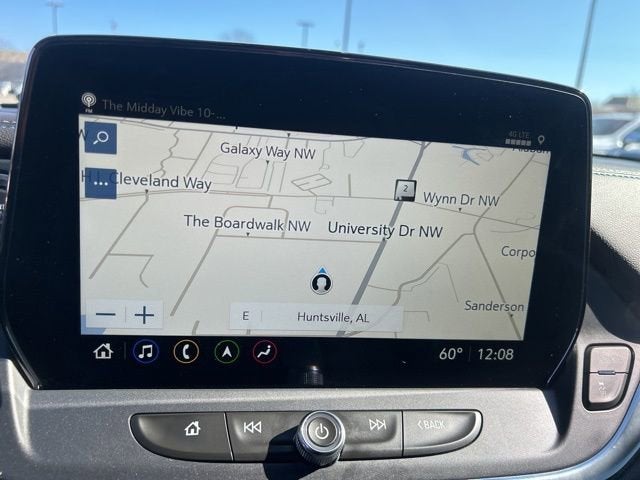 FM The Midday Vibe 10-...
4G LTE
Galaxy Way NW
Cleveland Way
2
Wynn Dr NW
The Boardwalk NW
University Dr NW
Corpo
Sanderson
E Huntsville, AL
60° 12:08
BACK